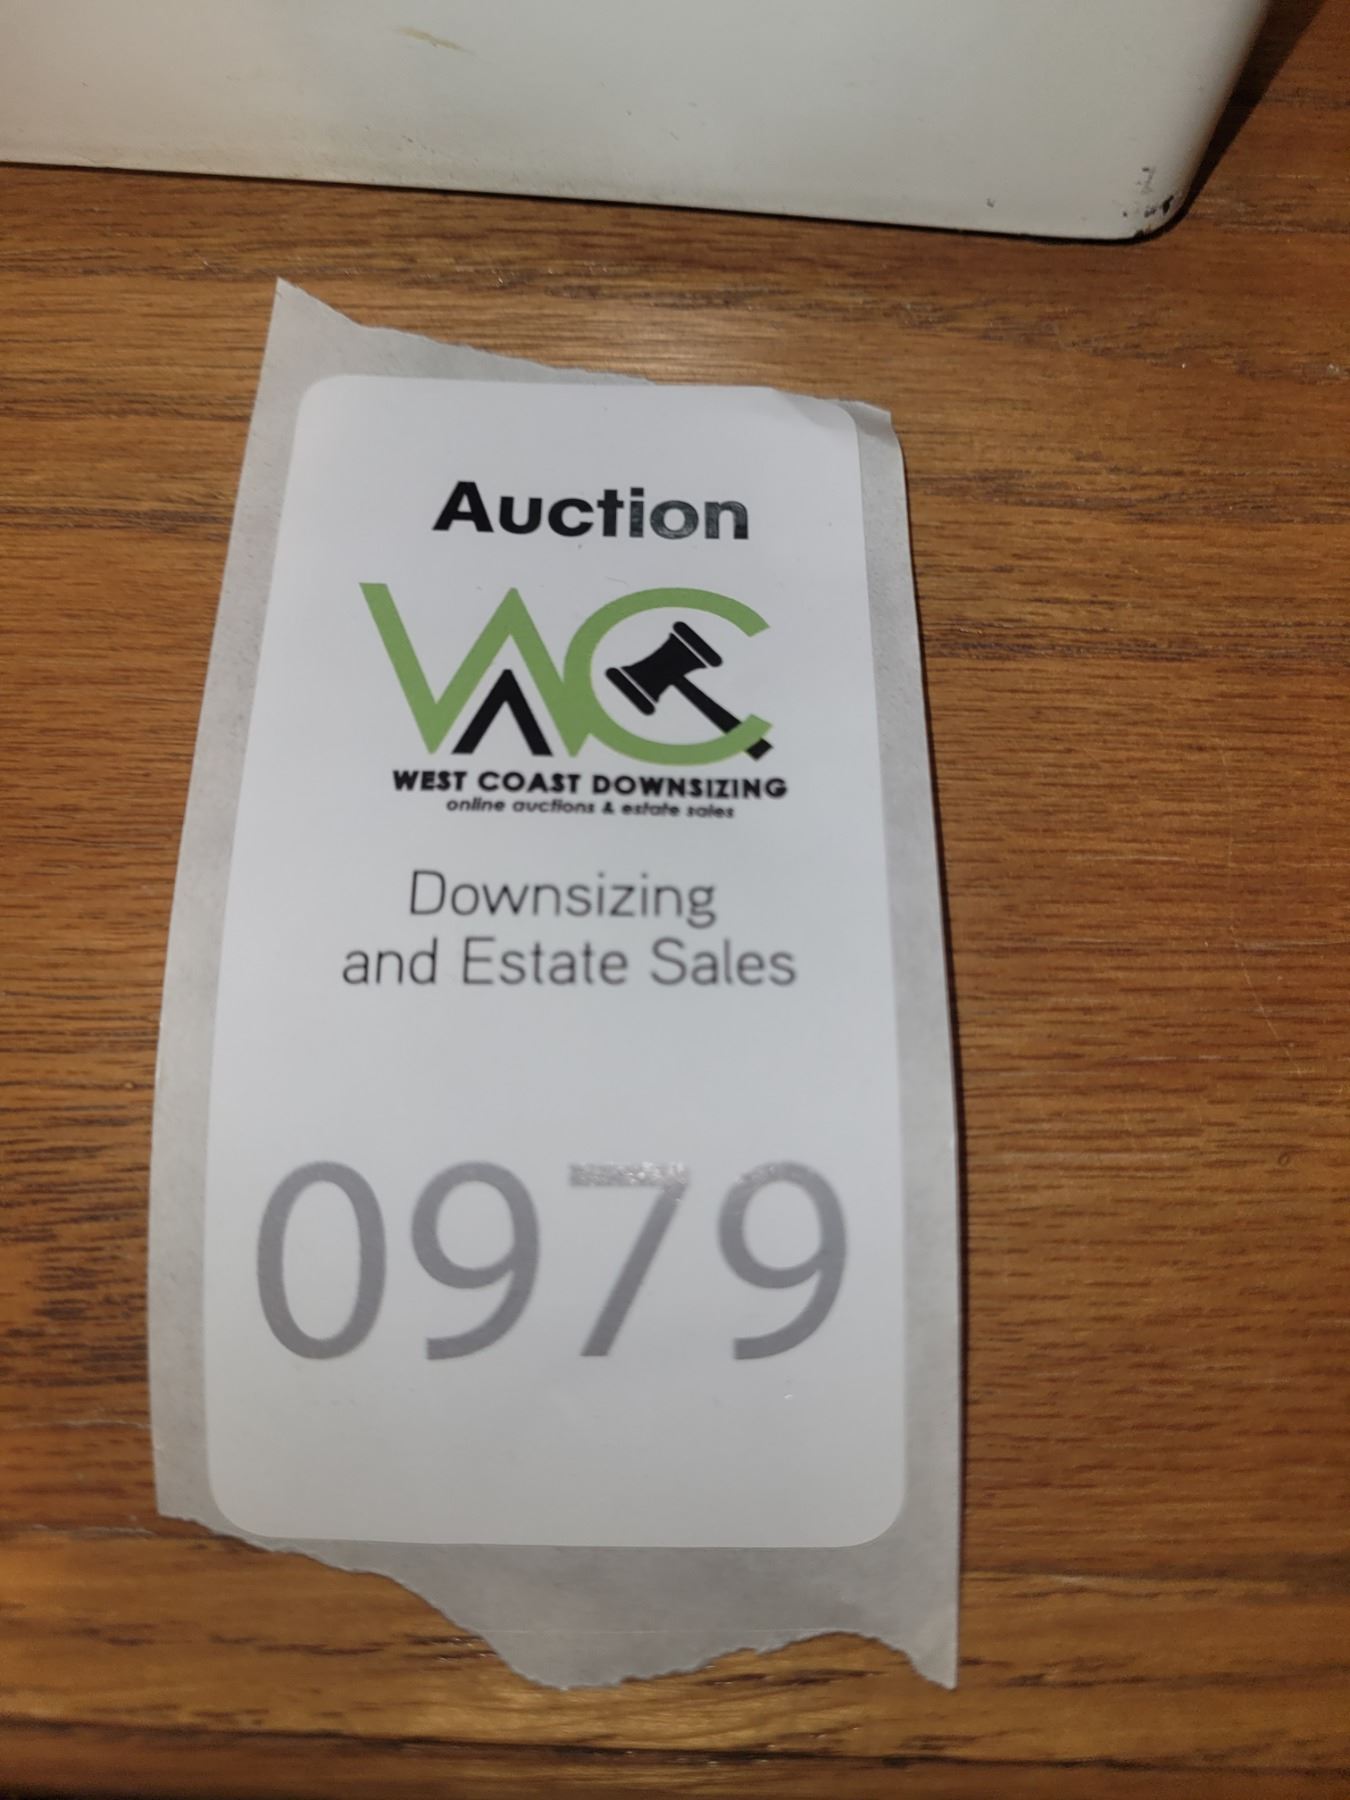 Auction
WC
WEST COAST DOWNSIZING
online auctions & estate sales
Downsizing
and Estate Sales
0979